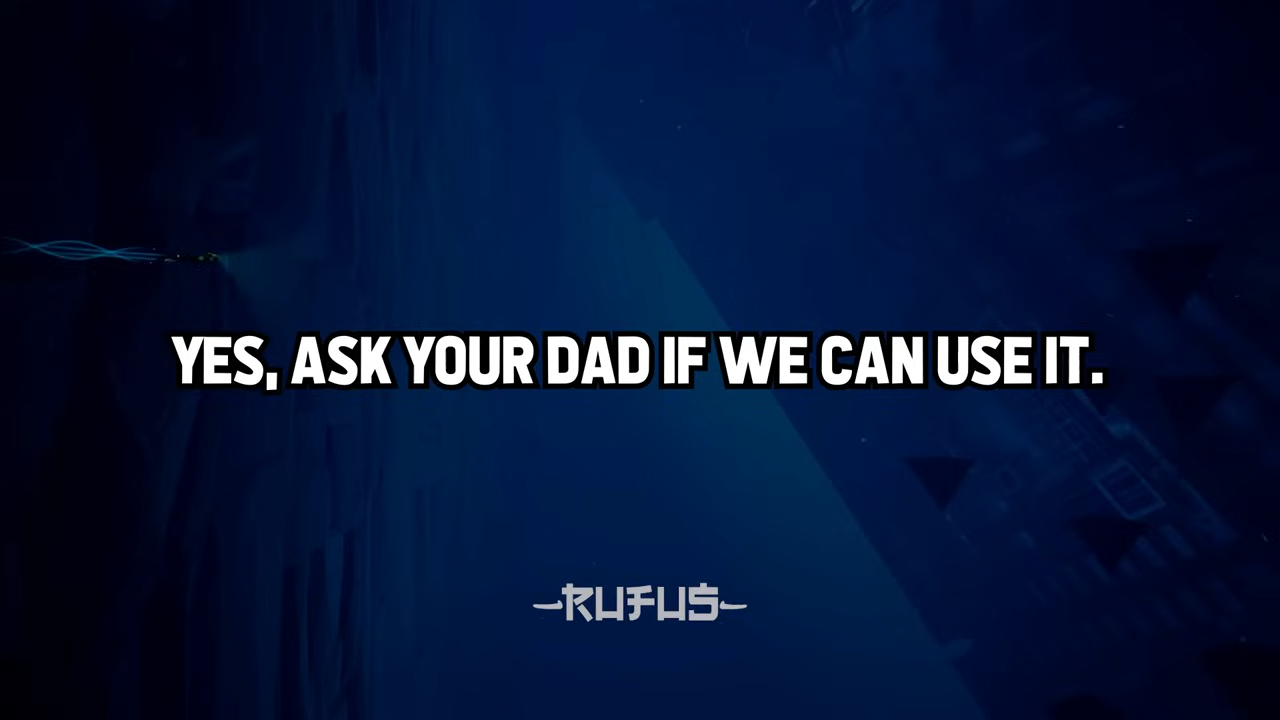 YES, ASK YOUR DAD IF WE CAN USE IT.
-RUFUS-